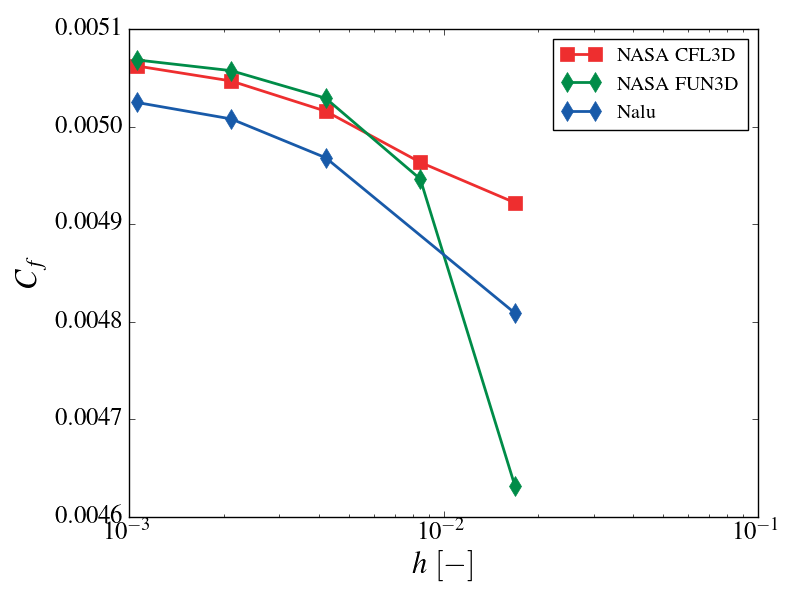 0.0051
0.0050
0.0049
0.0048
0.0047
0.0046
C_f
10⁻³
10⁻²
10⁻¹
h [−]
NASA CFL3D
NASA FUN3D
Nalu